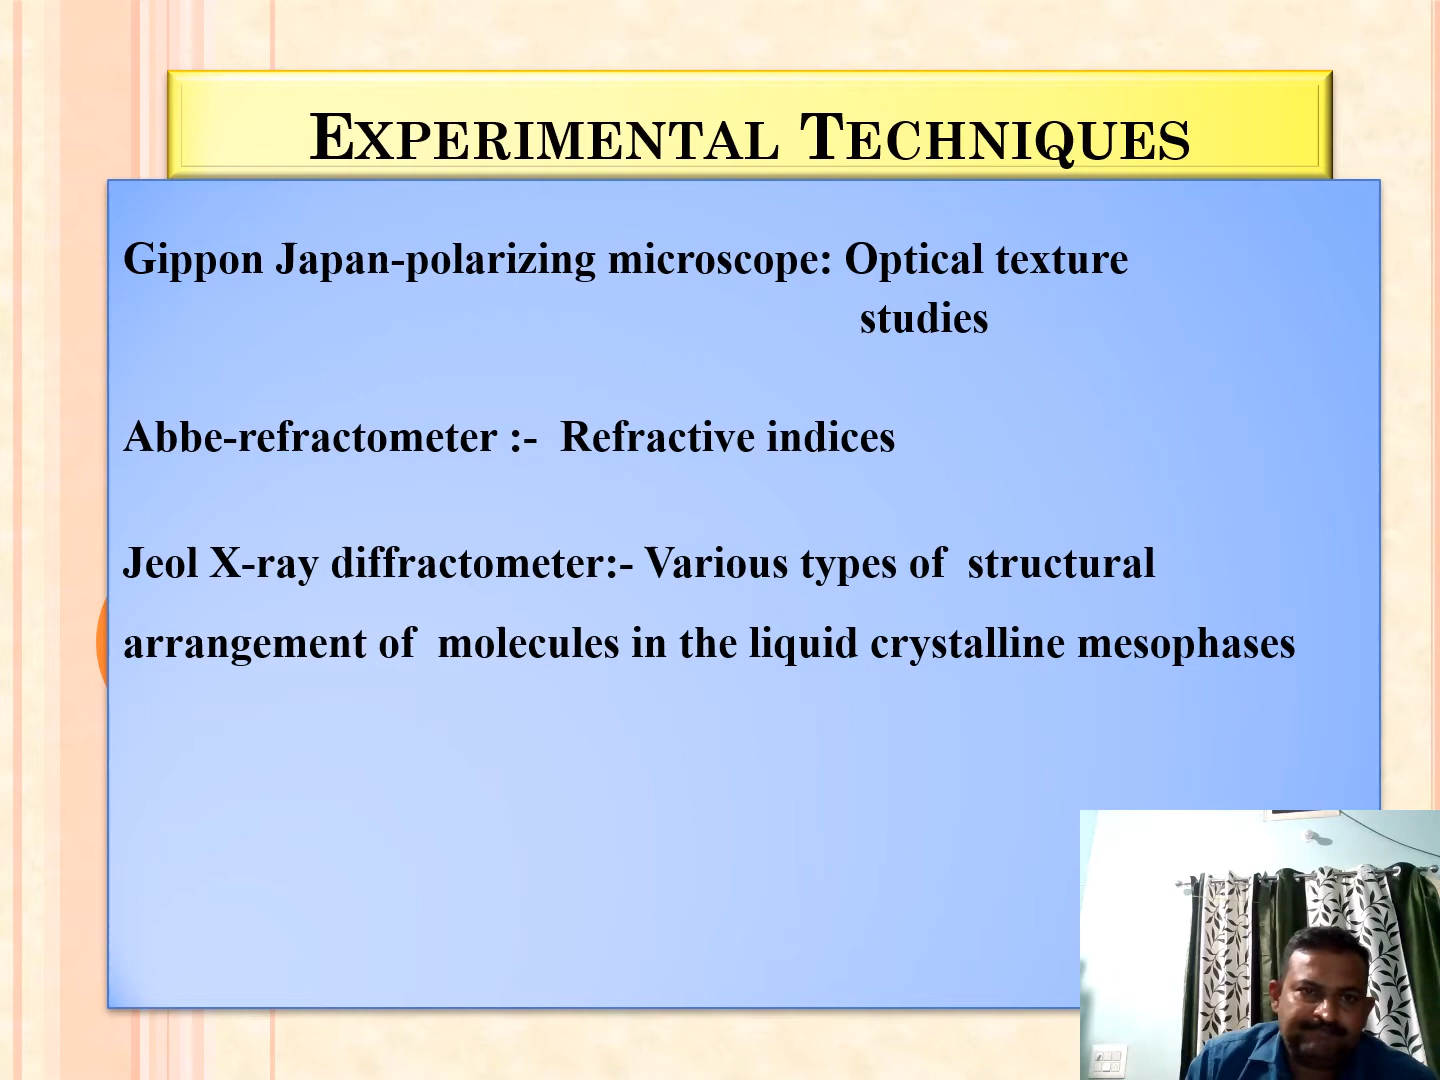 EXPERIMENTAL TECHNIQUES
Gippon Japan-polarizing microscope: Optical texture
studies
Abbe-refractometer :- Refractive indices
Jeol X-ray diffractometer:- Various types of structural
arrangement of molecules in the liquid crystalline mesophases